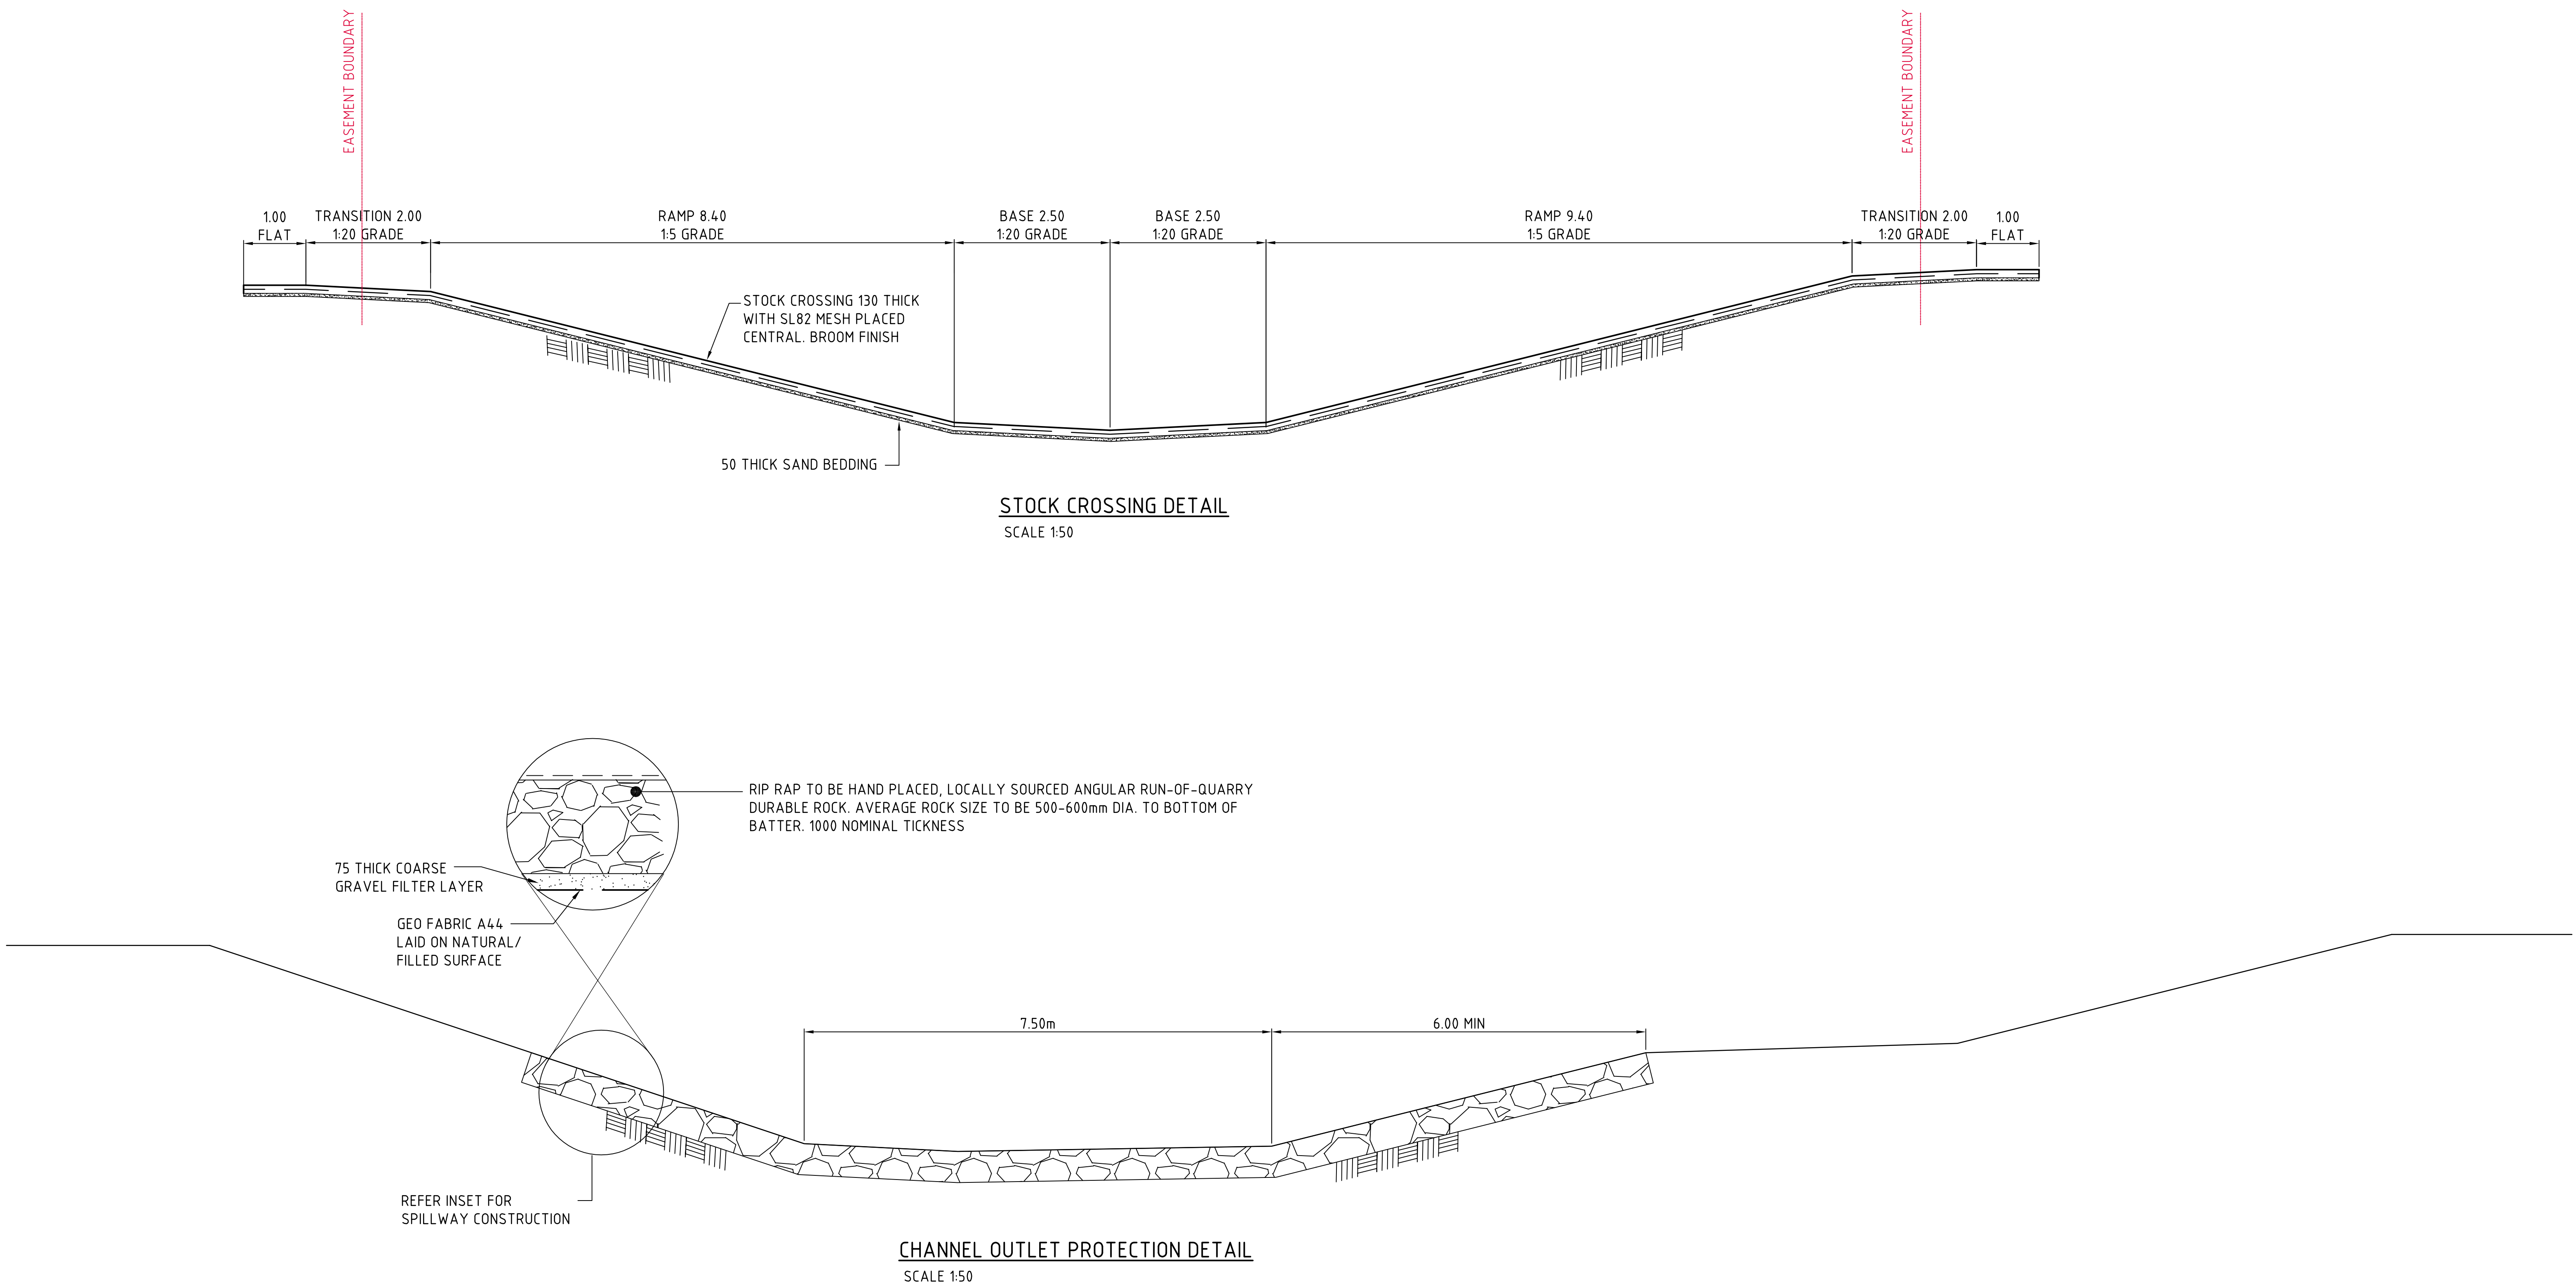 EASEMENT BOUNDARY
EASEMENT BOUNDARY
1.00
FLAT
TRANSITION 2.00
1:20 GRADE
RAMP 8.40
1:5 GRADE
BASE 2.50
1:20 GRADE
BASE 2.50
1:20 GRADE
RAMP 9.40
1:5 GRADE
TRANSITION 2.00
1:20 GRADE
1.00
FLAT
STOCK CROSSING 130 THICK
WITH SL82 MESH PLACED
CENTRAL. BROOM FINISH
50 THICK SAND BEDDING
STOCK CROSSING DETAIL
SCALE 1:50
RIP RAP TO BE HAND PLACED, LOCALLY SOURCED ANGULAR RUN-OF-QUARRY
DURABLE ROCK. AVERAGE ROCK SIZE TO BE 500-600mm DIA. TO BOTTOM OF
BATTER. 1000 NOMINAL TICKNESS
75 THICK COARSE
GRAVEL FILTER LAYER
GEO FABRIC A44
LAID ON NATURAL/
FILLED SURFACE
7.50m
6.00 MIN
REFER INSET FOR
SPILLWAY CONSTRUCTION
CHANNEL OUTLET PROTECTION DETAIL
SCALE 1:50